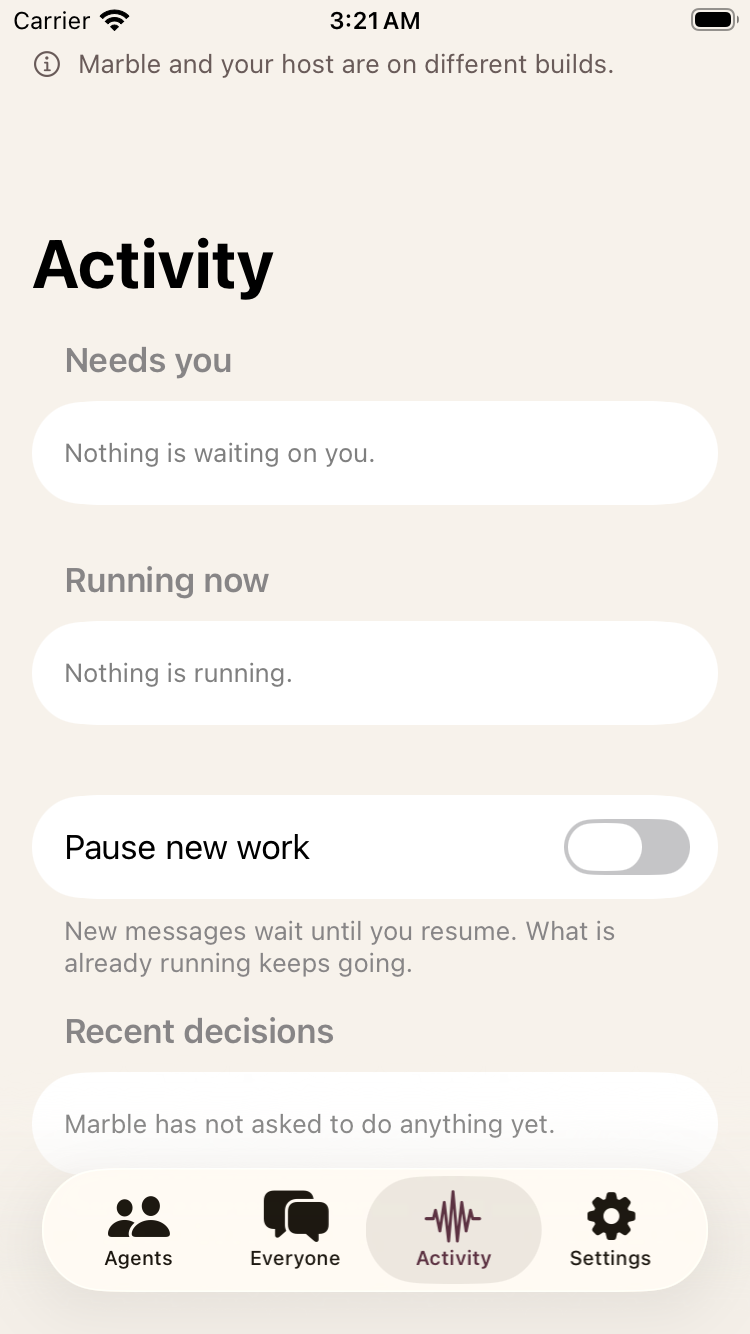 Carrier 3:21 AM
Marble and your host are on different builds.
Activity
Needs you
Nothing is waiting on you.
Running now
Nothing is running.
Pause new work
New messages wait until you resume. What is
already running keeps going.
Recent decisions
Marble has not asked to do anything yet.
Agents Everyone Activity Settings